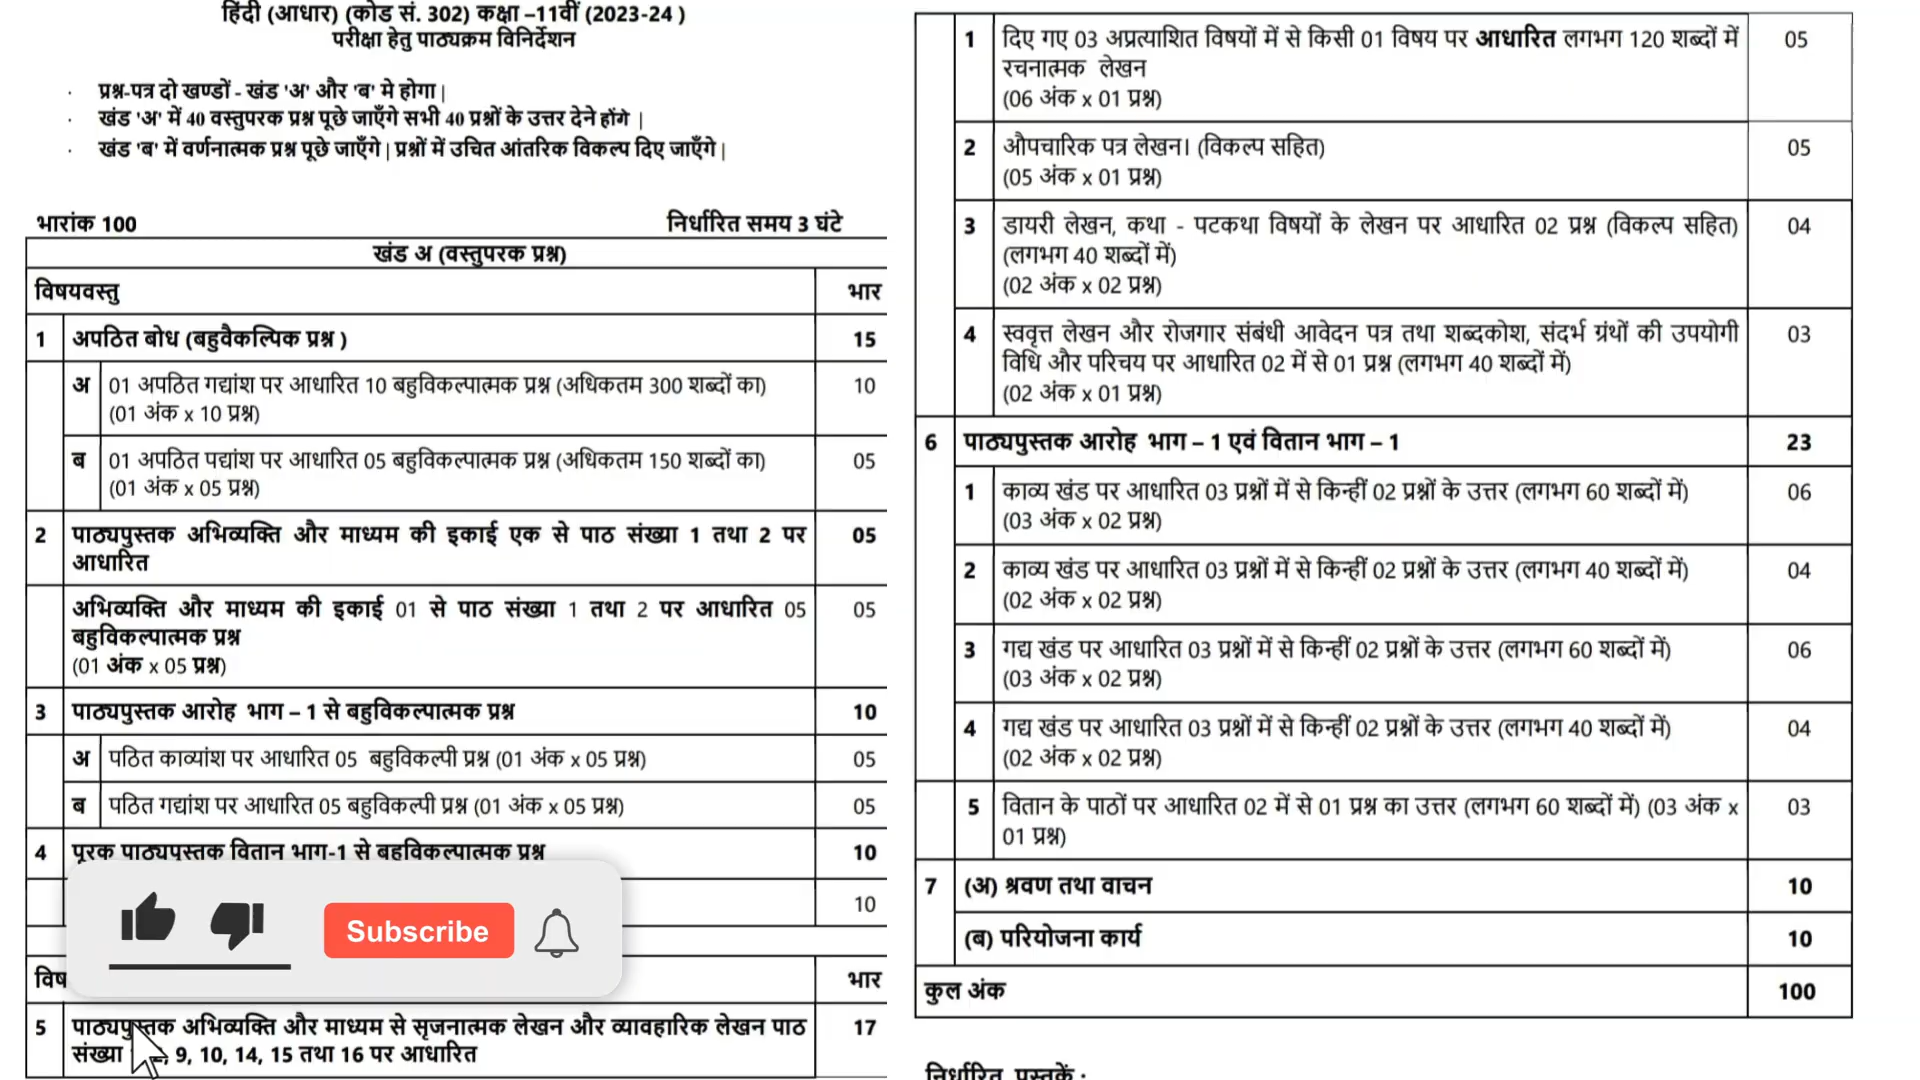 हिंदी (आधार) (कोड सं. 302) कक्षा –11वीं (2023-24 )
परीक्षा हेतु पाठ्यक्रम विनिर्देशन
· प्रश्न-पत्र दो खण्डों - खंड 'अ' और 'ब' मे होगा|
· खंड 'अ' में 40 वस्तुपरक प्रश्न पूछे जाएँगे सभी 40 प्रश्नों के उत्तर देने होंगे |
· खंड 'ब' में वर्णनात्मक प्रश्न पूछे जाएँगे| प्रश्नों में उचित आंतरिक विकल्प दिए जाएँगे|
भारांक 100 निर्धारित समय 3 घंटे
खंड अ (वस्तुपरक प्रश्न)
विषयवस्तु भार
1 अपठित बोध (बहुवैकल्पिक प्रश्न ) 15
अ 01 अपठित गद्यांश पर आधारित 10 बहुविकल्पात्मक प्रश्न (अधिकतम 300 शब्दों का) 10
(01 अंक x 10 प्रश्न)
ब 01 अपठित पद्यांश पर आधारित 05 बहुविकल्पात्मक प्रश्न (अधिकतम 150 शब्दों का) 05
(01 अंक x 05 प्रश्न)
2 पाठ्यपुस्तक अभिव्यक्ति और माध्यम की इकाई एक से पाठ संख्या 1 तथा 2 पर 05
आधारित
अभिव्यक्ति और माध्यम की इकाई 01 से पाठ संख्या 1 तथा 2 पर आधारित 05 05
बहुविकल्पात्मक प्रश्न
(01 अंक x 05 प्रश्न)
3 पाठ्यपुस्तक आरोह भाग – 1 से बहुविकल्पात्मक प्रश्न 10
अ पठित काव्यांश पर आधारित 05 बहुविकल्पी प्रश्न (01 अंक x 05 प्रश्न) 05
ब पठित गद्यांश पर आधारित 05 बहुविकल्पी प्रश्न (01 अंक x 05 प्रश्न) 05
4 पूरक पाठ्यपुस्तक वितान भाग-1 से बहुविकल्पात्मक प्रश्न 10
10
Subscribe
भार
5 पाठ्यपुस्तक अभिव्यक्ति और माध्यम से सृजनात्मक लेखन और व्यावहारिक लेखन पाठ 17
संख्या 9, 10, 14, 15 तथा 16 पर आधारित
1 दिए गए 03 अप्रत्याशित विषयों में से किसी 01 विषय पर आधारित लगभग 120 शब्दों में 05
रचनात्मक लेखन
(06 अंक x 01 प्रश्न)
2 औपचारिक पत्र लेखन। (विकल्प सहित) 05
(05 अंक x 01 प्रश्न)
3 डायरी लेखन, कथा - पटकथा विषयों के लेखन पर आधारित 02 प्रश्न (विकल्प सहित) 04
(लगभग 40 शब्दों में)
(02 अंक x 02 प्रश्न)
4 स्ववृत्त लेखन और रोजगार संबंधी आवेदन पत्र तथा शब्दकोश, संदर्भ ग्रंथों की उपयोगी 03
विधि और परिचय पर आधारित 02 में से 01 प्रश्न (लगभग 40 शब्दों में)
(02 अंक x 01 प्रश्न)
6 पाठ्यपुस्तक आरोह भाग – 1 एवं वितान भाग – 1 23
1 काव्य खंड पर आधारित 03 प्रश्नों में से किन्हीं 02 प्रश्नों के उत्तर (लगभग 60 शब्दों में) 06
(03 अंक x 02 प्रश्न)
2 काव्य खंड पर आधारित 03 प्रश्नों में से किन्हीं 02 प्रश्नों के उत्तर (लगभग 40 शब्दों में) 04
(02 अंक x 02 प्रश्न)
3 गद्य खंड पर आधारित 03 प्रश्नों में से किन्हीं 02 प्रश्नों के उत्तर (लगभग 60 शब्दों में) 06
(03 अंक x 02 प्रश्न)
4 गद्य खंड पर आधारित 03 प्रश्नों में से किन्हीं 02 प्रश्नों के उत्तर (लगभग 40 शब्दों में) 04
(02 अंक x 02 प्रश्न)
5 वितान के पाठों पर आधारित 02 में से 01 प्रश्न का उत्तर (लगभग 60 शब्दों में) (03 अंक x 03
01 प्रश्न)
7 (अ) श्रवण तथा वाचन 10
(ब) परियोजना कार्य 10
कुल अंक 100
निर्धारित पुस्तकें :